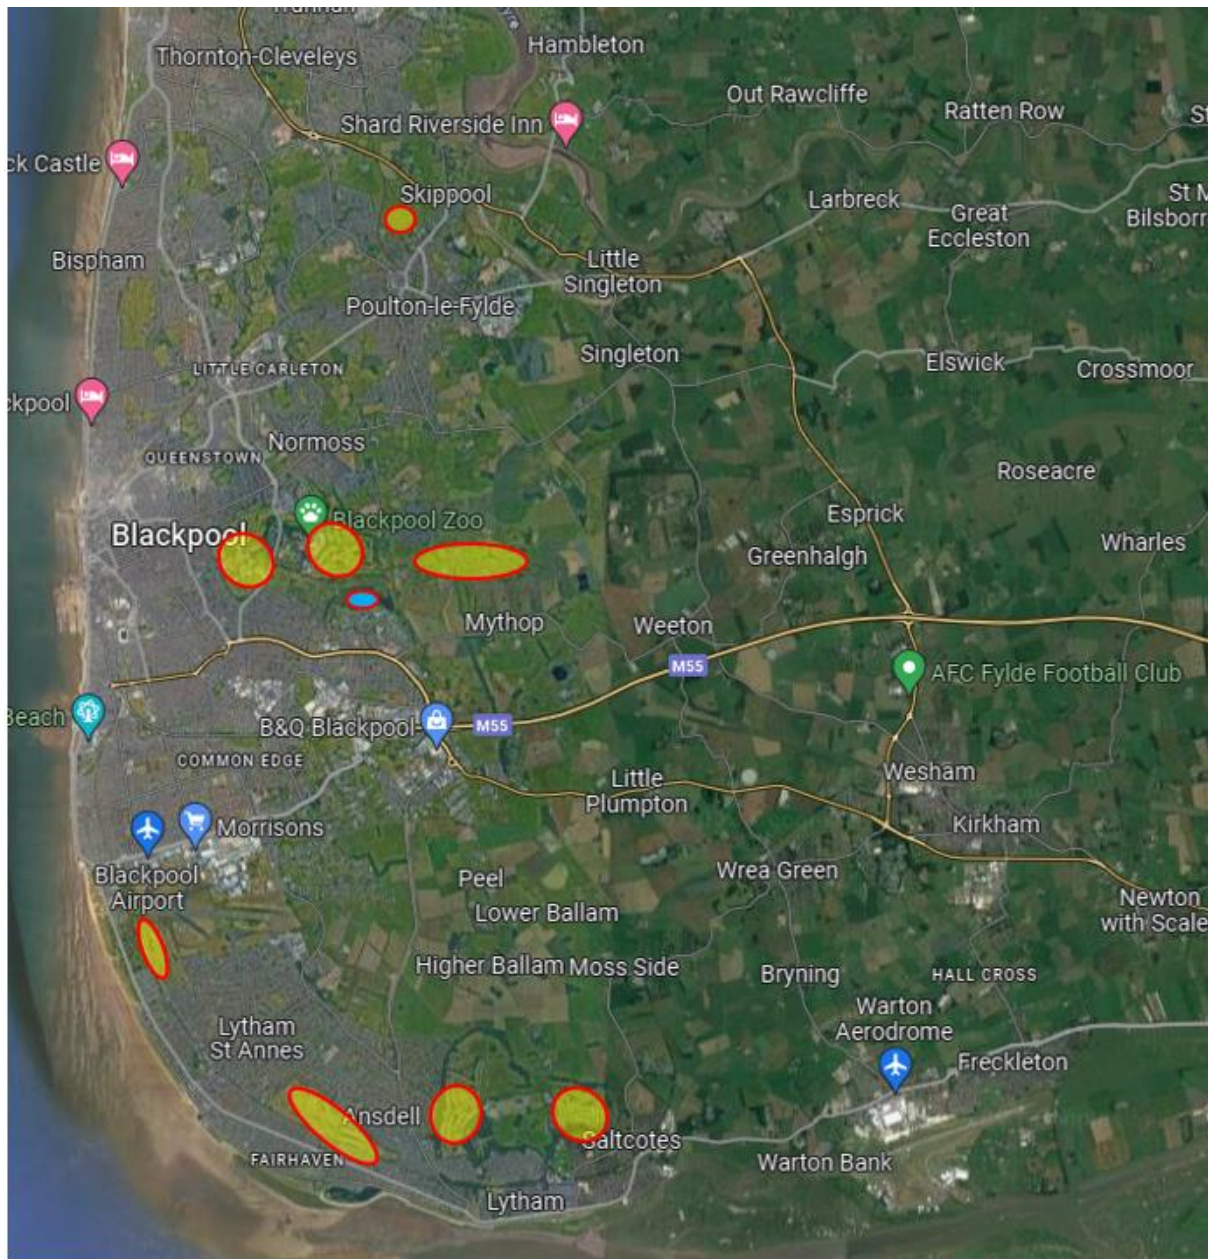 Hambleton
Thornton-Cleveleys
Out Rawcliffe
Ratten Row
Shard Riverside Inn
ck Castle
Skippool
Larbreck
St M
Bilsborr
Great
Eccleston
Bispham
Little
Singleton
Poulton-le-Fylde
Singleton
Elswick
Crossmoor
LITTLE CARLETON
ckpool
Normoss
QUEENSTOWN
Roseacre
Esprick
Blackpool Zoo
Blackpool
Wharles
Greenhalgh
Mythop
Weeton
M55
AFC Fylde Football Club
Beach
B&Q Blackpool
M55
COMMON EDGE
Little
Plumpton
Wesham
Morrisons
Kirkham
Blackpool
Airport
Peel
Wrea Green
Lower Ballam
Newton
with Scale
Higher Ballam
Moss Side
Bryning
HALL CROSS
Warton
Aerodrome
Lytham
St Annes
Freckleton
Ansdell
Saltcotes
FAIRHAVEN
Warton Bank
Lytham